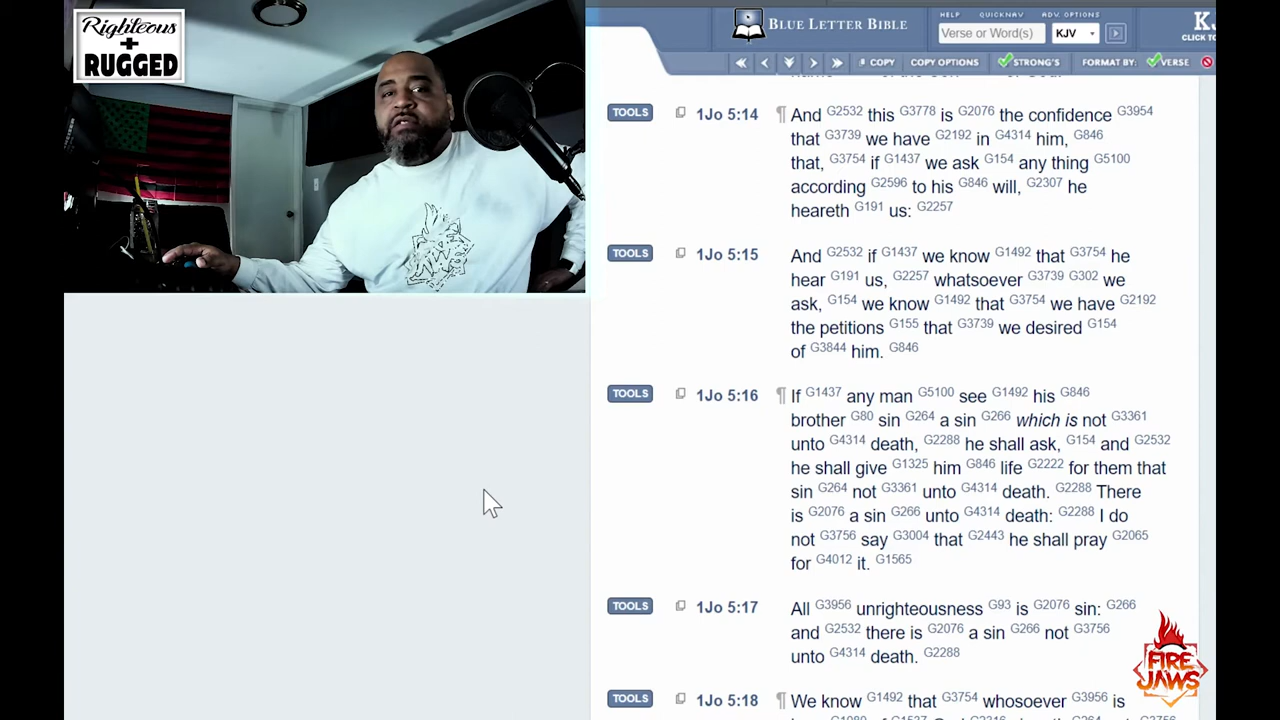 Righteous
+
RUGGED
BLUE LETTER BIBLE
HELP QUICKNAV ADV. OPTIONS
Verse or Word(s) KJV
CLICK TO
COPY COPY OPTIONS STRONG'S FORMAT BY: VERSE
TOOLS 1Jo 5:14 ¶ And G2532 this G3778 is G2076 the confidence G3954
that G3739 we have G2192 in G4314 him, G846
that, G3754 if G1437 we ask G154 any thing G5100
according G2596 to his G846 will, G2307 he
heareth G191 us: G2257
TOOLS 1Jo 5:15 And G2532 if G1437 we know G1492 that G3754 he
hear G191 us, G2257 whatsoever G3739 G302 we
ask, G154 we know G1492 that G3754 we have G2192
the petitions G155 that G3739 we desired G154
of G3844 him. G846
TOOLS 1Jo 5:16 ¶ If G1437 any man G5100 see G1492 his G846
brother G80 sin G264 a sin G266 which is not G3361
unto G4314 death, G2288 he shall ask, G154 and G2532
he shall give G1325 him G846 life G2222 for them that
sin G264 not G3361 unto G4314 death. G2288 There
is G2076 a sin G266 unto G4314 death: G2288 I do
not G3756 say G3004 that G2443 he shall pray G2065
for G4012 it. G1565
TOOLS 1Jo 5:17 All G3956 unrighteousness G93 is G2076 sin: G266
and G2532 there is G2076 a sin G266 not G3756
unto G4314 death. G2288
TOOLS 1Jo 5:18 ¶ We know G1492 that G3754 whosoever G3956 is
FIRE
JAWS